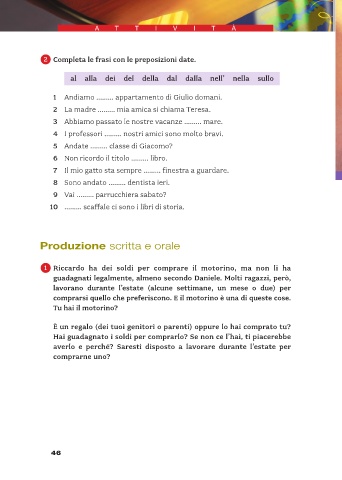 ATTIVITÀ
2 Completa le frasi con le preposizioni date.
al alla dei del della dal dalla nell' nella sullo
1 Andiamo ......... appartamento di Giulio domani.
2 La madre ......... mia amica si chiama Teresa.
3 Abbiamo passato le nostre vacanze ......... mare.
4 I professori ......... nostri amici sono molto bravi.
5 Andate ......... classe di Giacomo?
6 Non ricordo il titolo ......... libro.
7 Il mio gatto sta sempre ......... finestra a guardare.
8 Sono andato ......... dentista ieri.
9 Vai ......... parrucchiera sabato?
10 ......... scaffale ci sono i libri di storia.
Produzione scritta e orale
1 Riccardo ha dei soldi per comprare il motorino, ma non li ha
guadagnati legalmente, almeno secondo Daniele. Molti ragazzi, però,
lavorano durante l'estate (alcune settimane, un mese o due) per
comprarsi quello che preferiscono. E il motorino è una di queste cose.
Tu hai il motorino?
È un regalo (dei tuoi genitori o parenti) oppure lo hai comprato tu?
Hai guadagnato i soldi per comprarlo? Se non ce l'hai, ti piacerebbe
averlo e perché? Saresti disposto a lavorare durante l'estate per
comprarne uno?
46